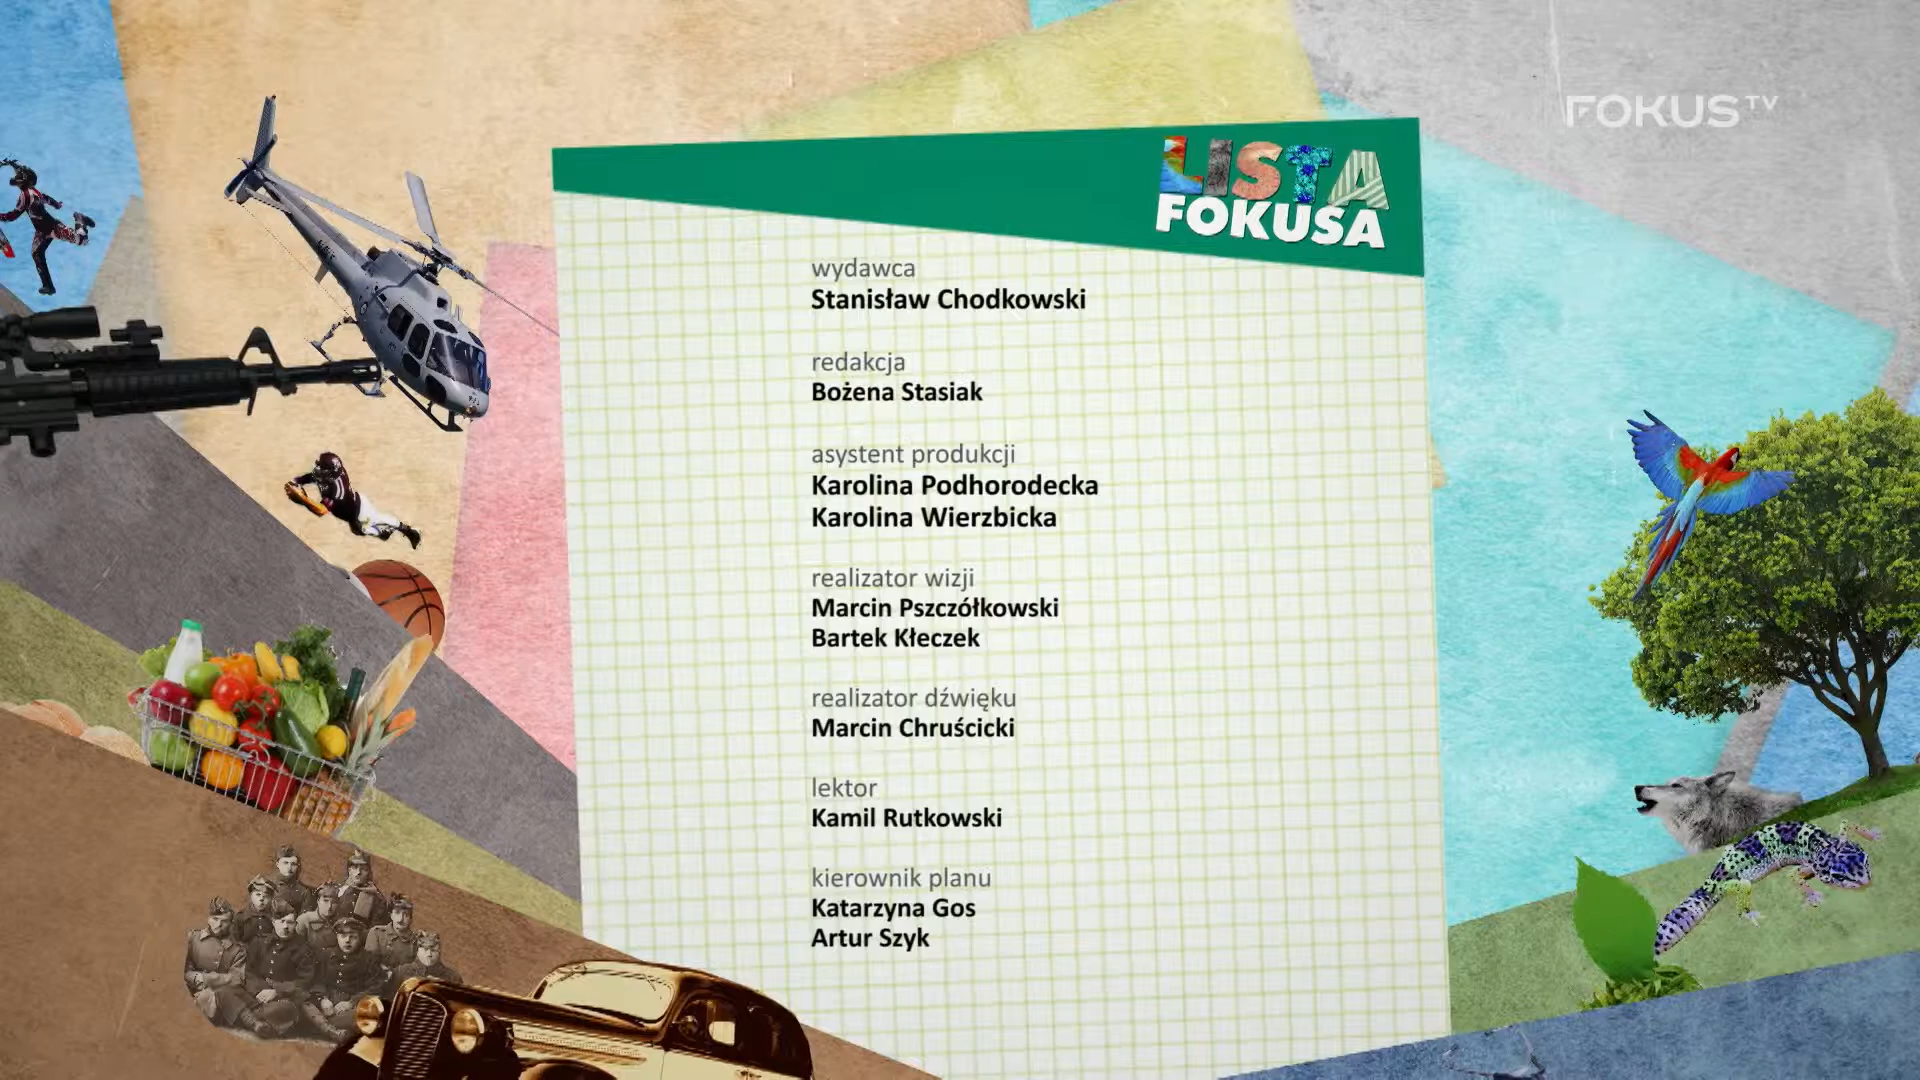 FOKUS TV
LISTA
FOKUSA
wydawca
Stanisław Chodkowski
redakcja
Bożena Stasiak
asystent produkcji
Karolina Podhorodecka
Karolina Wierzbicka
realizator wizji
Marcin Pszczółkowski
Bartek Kłeczek
realizator dźwięku
Marcin Chruścicki
lektor
Kamil Rutkowski
kierownik planu
Katarzyna Gos
Artur Szyk